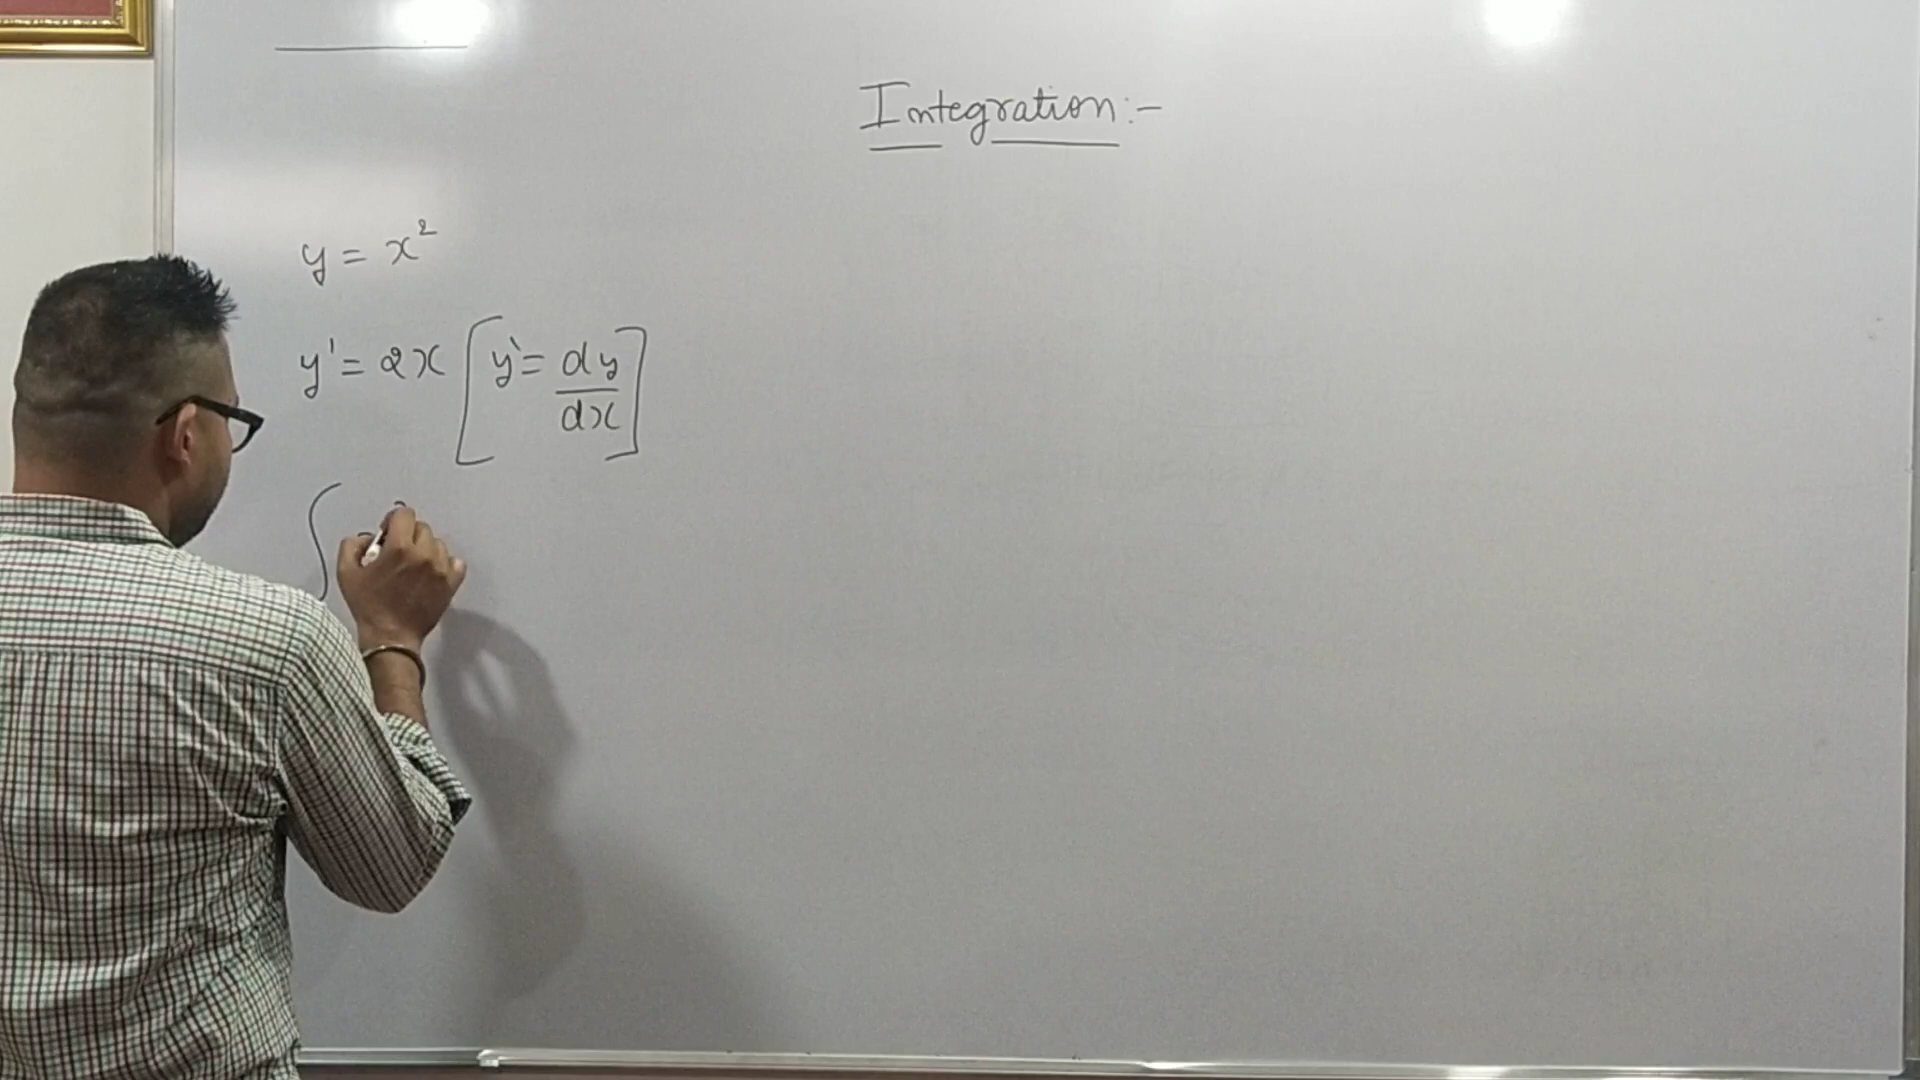 Integration:-
y = x²
y' = 2x [y' = dy/dx]
∫